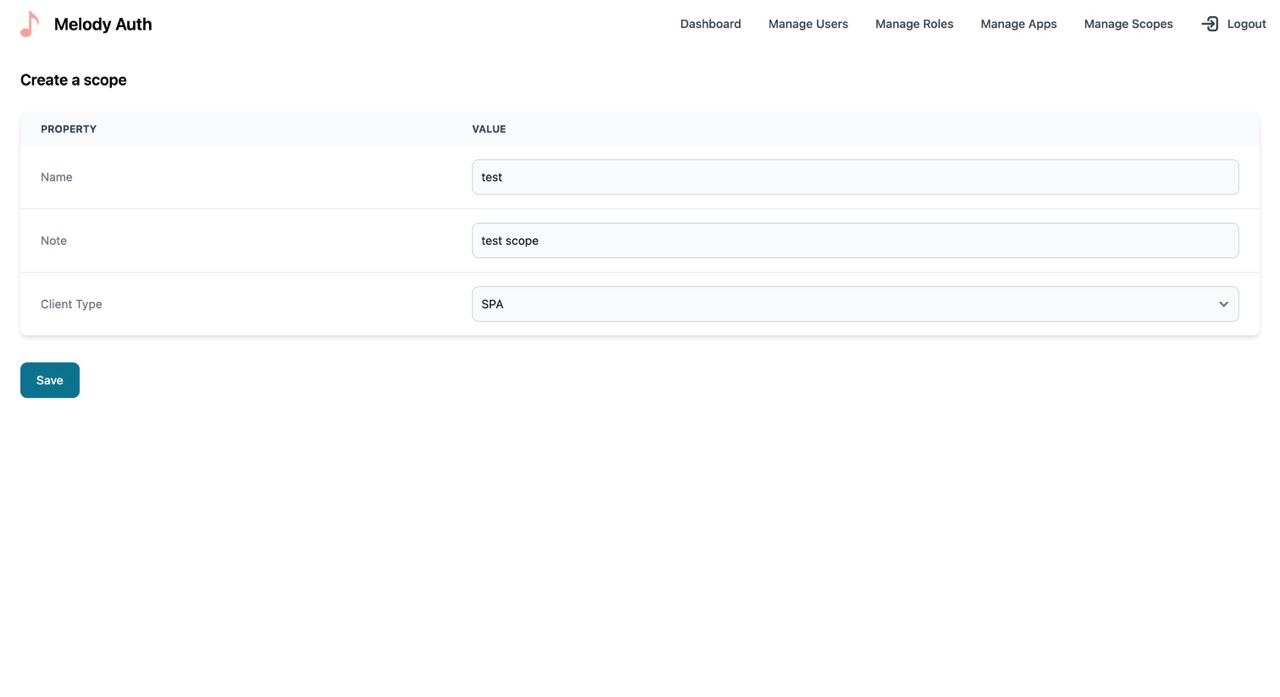 Melody Auth
Dashboard Manage Users Manage Roles Manage Apps Manage Scopes Logout
Create a scope
PROPERTY VALUE
Name test
Note test scope
Client Type SPA
Save